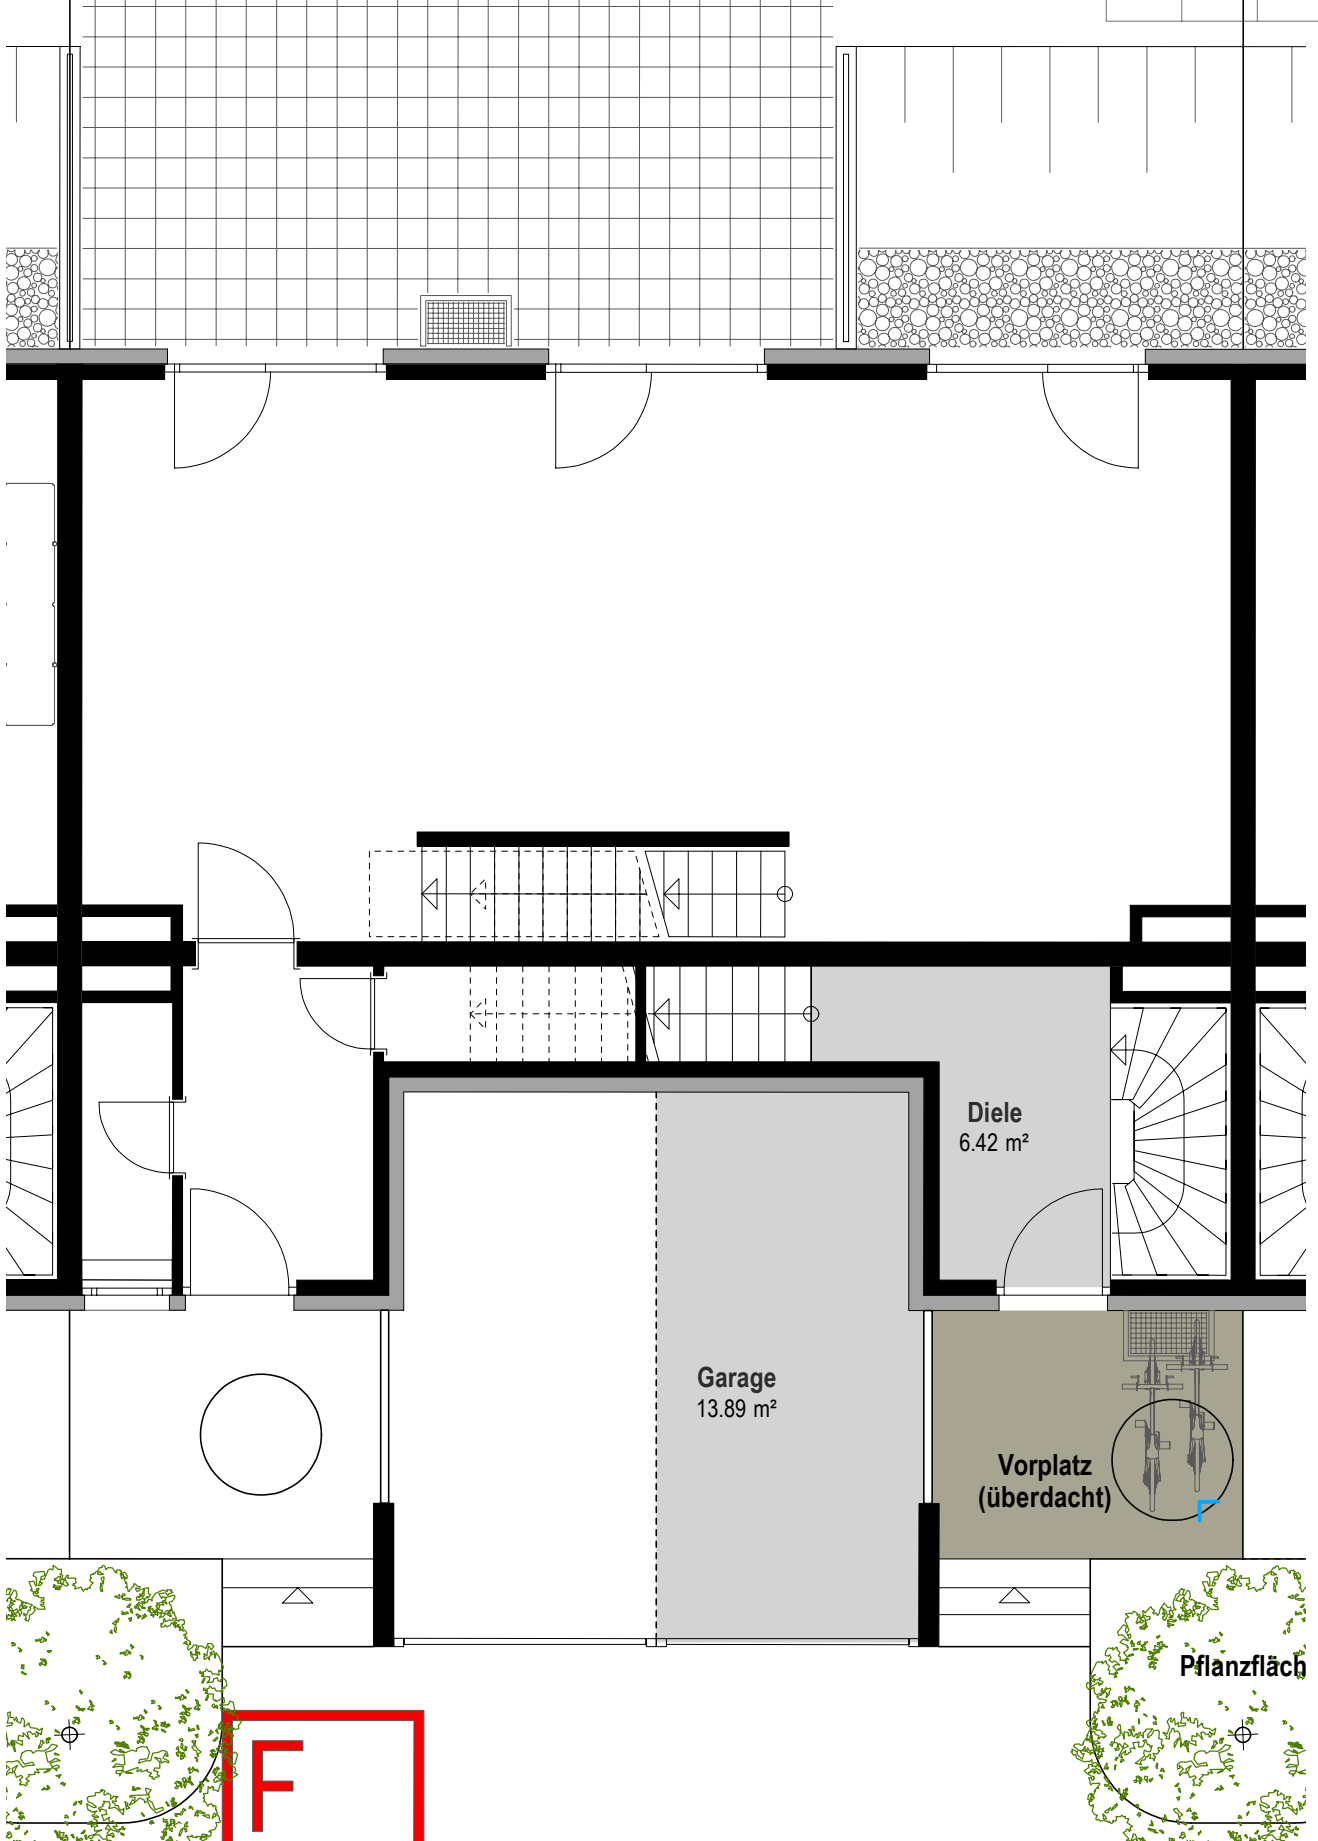 Diele
6.42 m²
Garage
13.89 m²
Vorplatz
(überdacht)
Pflanzfläch
F